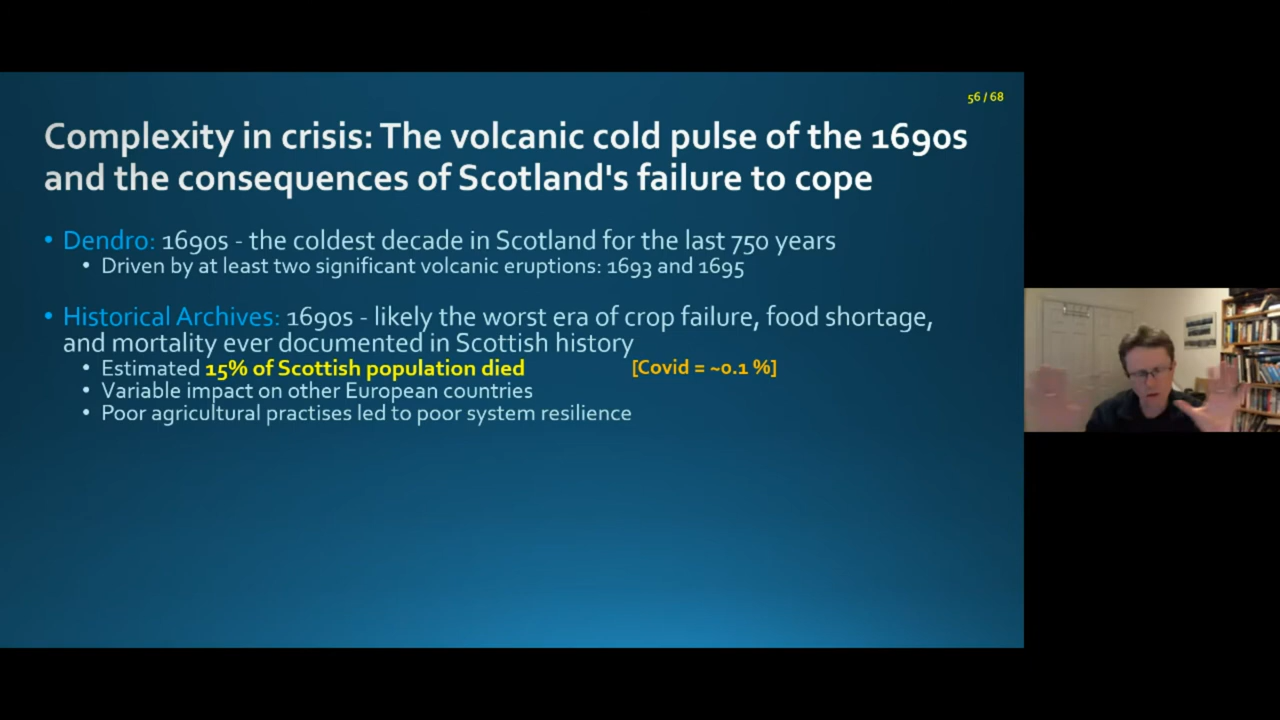 56 / 68
Complexity in crisis: The volcanic cold pulse of the 1690s
and the consequences of Scotland's failure to cope
• Dendro: 1690s - the coldest decade in Scotland for the last 750 years
• Driven by at least two significant volcanic eruptions: 1693 and 1695
• Historical Archives: 1690s - likely the worst era of crop failure, food shortage,
and mortality ever documented in Scottish history
• Estimated 15% of Scottish population died [Covid = ~0.1 %]
• Variable impact on other European countries
• Poor agricultural practises led to poor system resilience